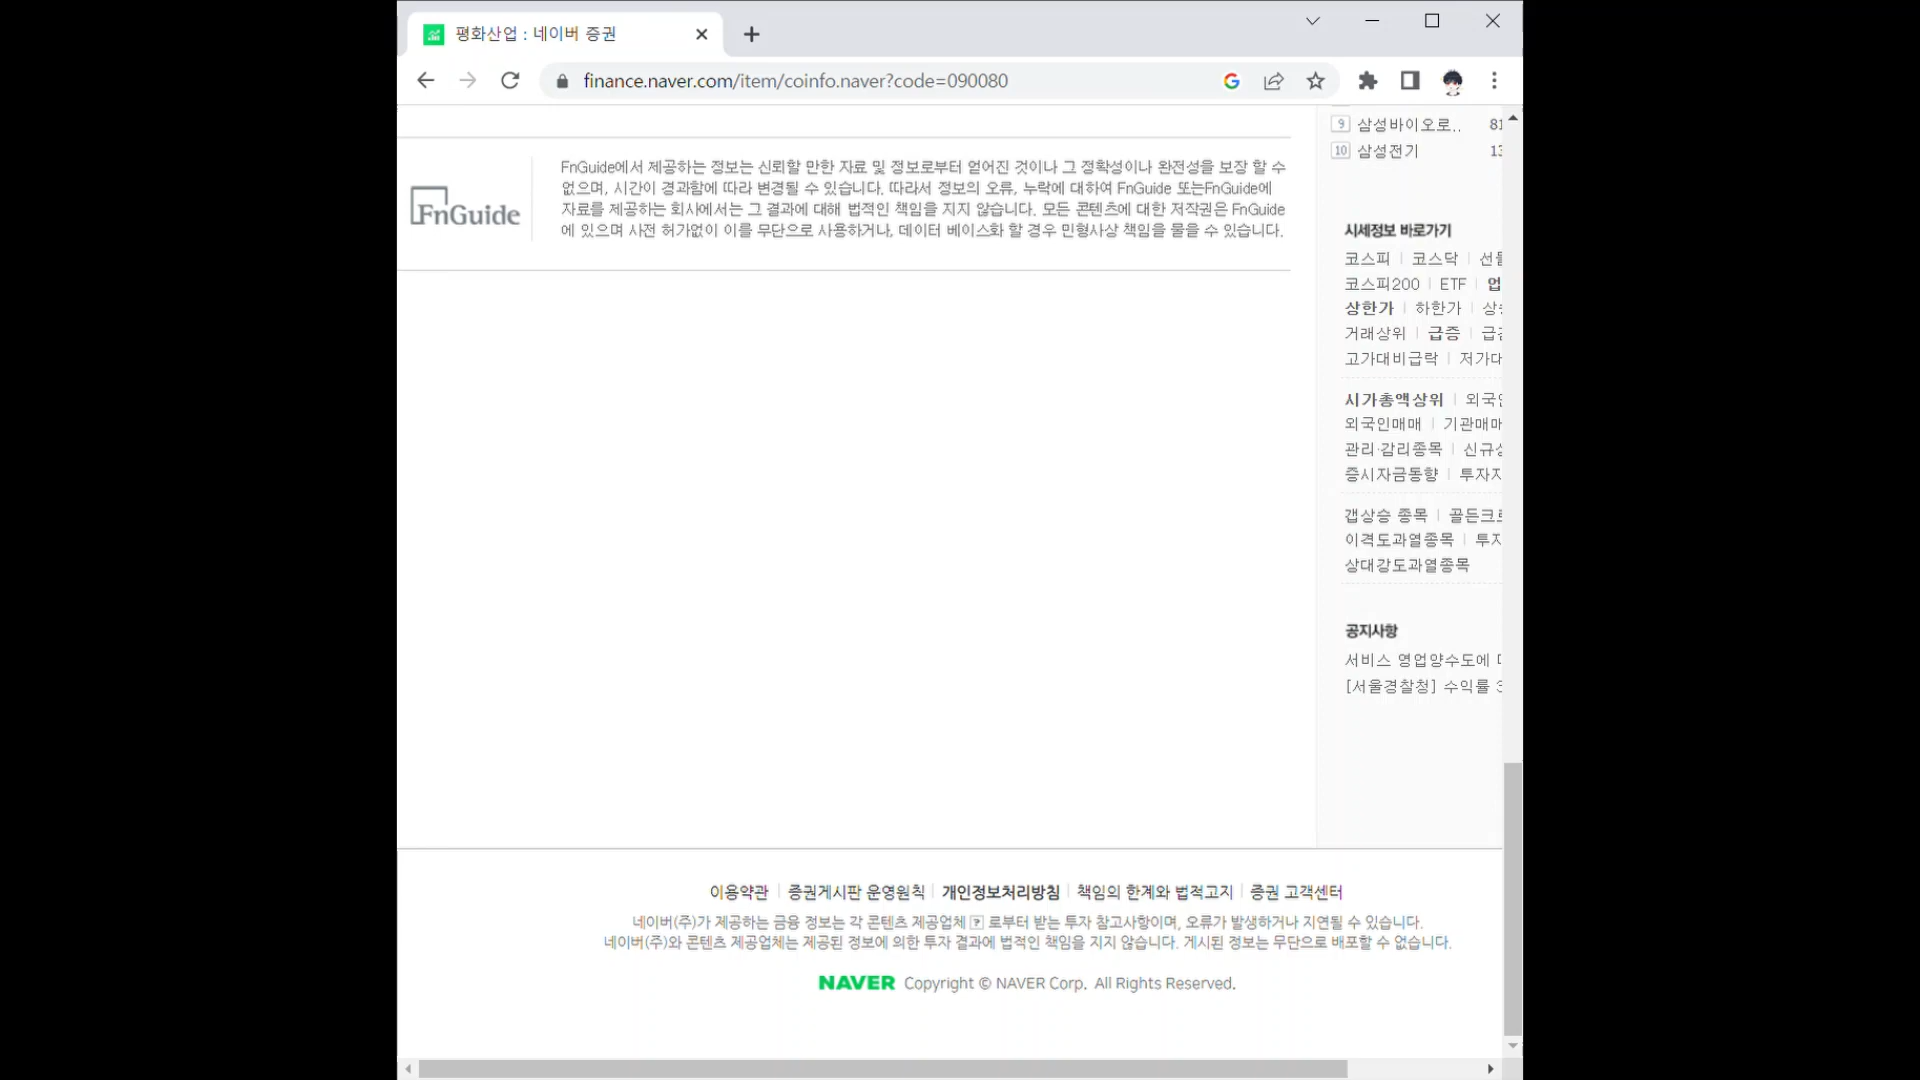 평화산업 : 네이버 증권
finance.naver.com/item/coinfo.naver?code=090080
9 삼성바이오로..
10 삼성전기
FnGuide
FnGuide에서 제공하는 정보는 신뢰할 만한 자료 및 정보로부터 얻어진 것이나 그 정확성이나 완전성을 보장 할 수
없으며, 시간이 경과함에 따라 변경될 수 있습니다. 따라서 정보의 오류, 누락에 대하여 FnGuide 또는FnGuide에
자료를 제공하는 회사에서는 그 결과에 대해 법적인 책임을 지지 않습니다. 모든 콘텐츠에 대한 저작권은 FnGuide
에 있으며 사전 허가없이 이를 무단으로 사용하거나, 데이터 베이스화 할 경우 민형사상 책임을 물을 수 있습니다.
시세정보 바로가기
코스피 코스닥
코스피200 ETF 업
상한가 하한가
거래상위 급증
고가대비급락 저가대
시가총액상위
외국인매매 기관매매
관리·감리종목
증시자금동향
갭상승 종목
이격도과열종목
상대강도과열종목
공지사항
서비스 영업양수도에
[서울경찰청] 수익률
이용약관 증권게시판 운영원칙 개인정보처리방침 책임의 한계와 법적고지 증권 고객센터
네이버(주)가 제공하는 금융 정보는 각 콘텐츠 제공업체 ? 로부터 받는 투자 참고사항이며, 오류가 발생하거나 지연될 수 있습니다.
네이버(주)와 콘텐츠 제공업체는 제공된 정보에 의한 투자 결과에 법적인 책임을 지지 않습니다. 게시된 정보는 무단으로 배포할 수 없습니다.
NAVER Copyright © NAVER Corp. All Rights Reserved.